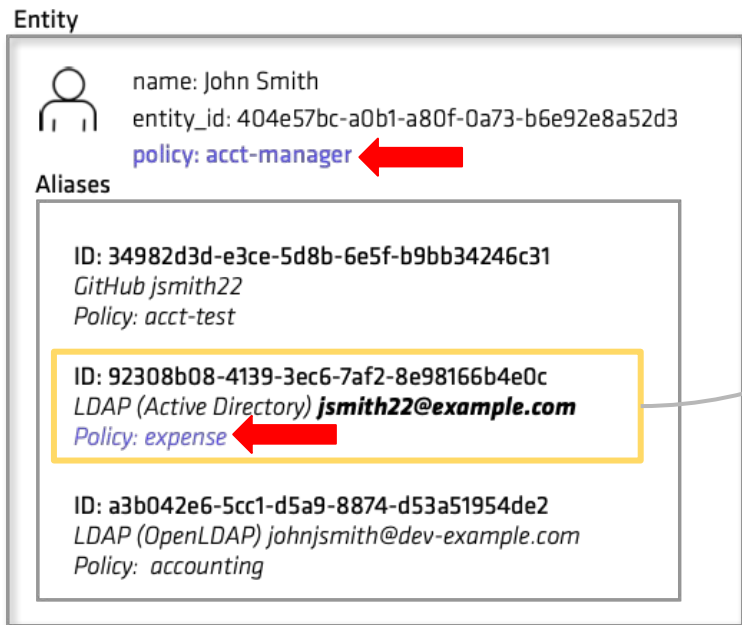 Entity
name: John Smith
entity_id: 404e57bc-a0b1-a80f-0a73-b6e92e8a52d3
policy: acct-manager
Aliases
ID: 34982d3d-e3ce-5d8b-6e5f-b9bb34246c31
GitHub jsmith22
Policy: acct-test
ID: 92308b08-4139-3ec6-7af2-8e98166b4e0c
LDAP (Active Directory) jsmith22@example.com
Policy: expense
ID: a3b042e6-5cc1-d5a9-8874-d53a51954de2
LDAP (OpenLDAP) johnjsmith@dev-example.com
Policy: accounting